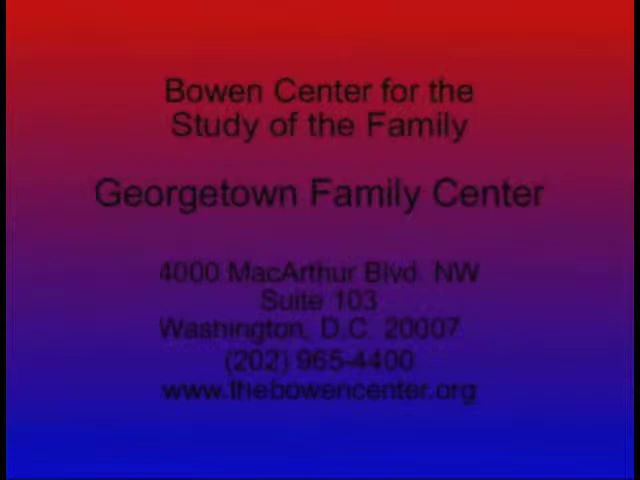 Bowen Center for the
Study of the Family
Georgetown Family Center
4000 MacArthur Blvd. NW
Suite 103
Washington, D.C. 20007
(202) 965-4400
www.thebowencenter.org